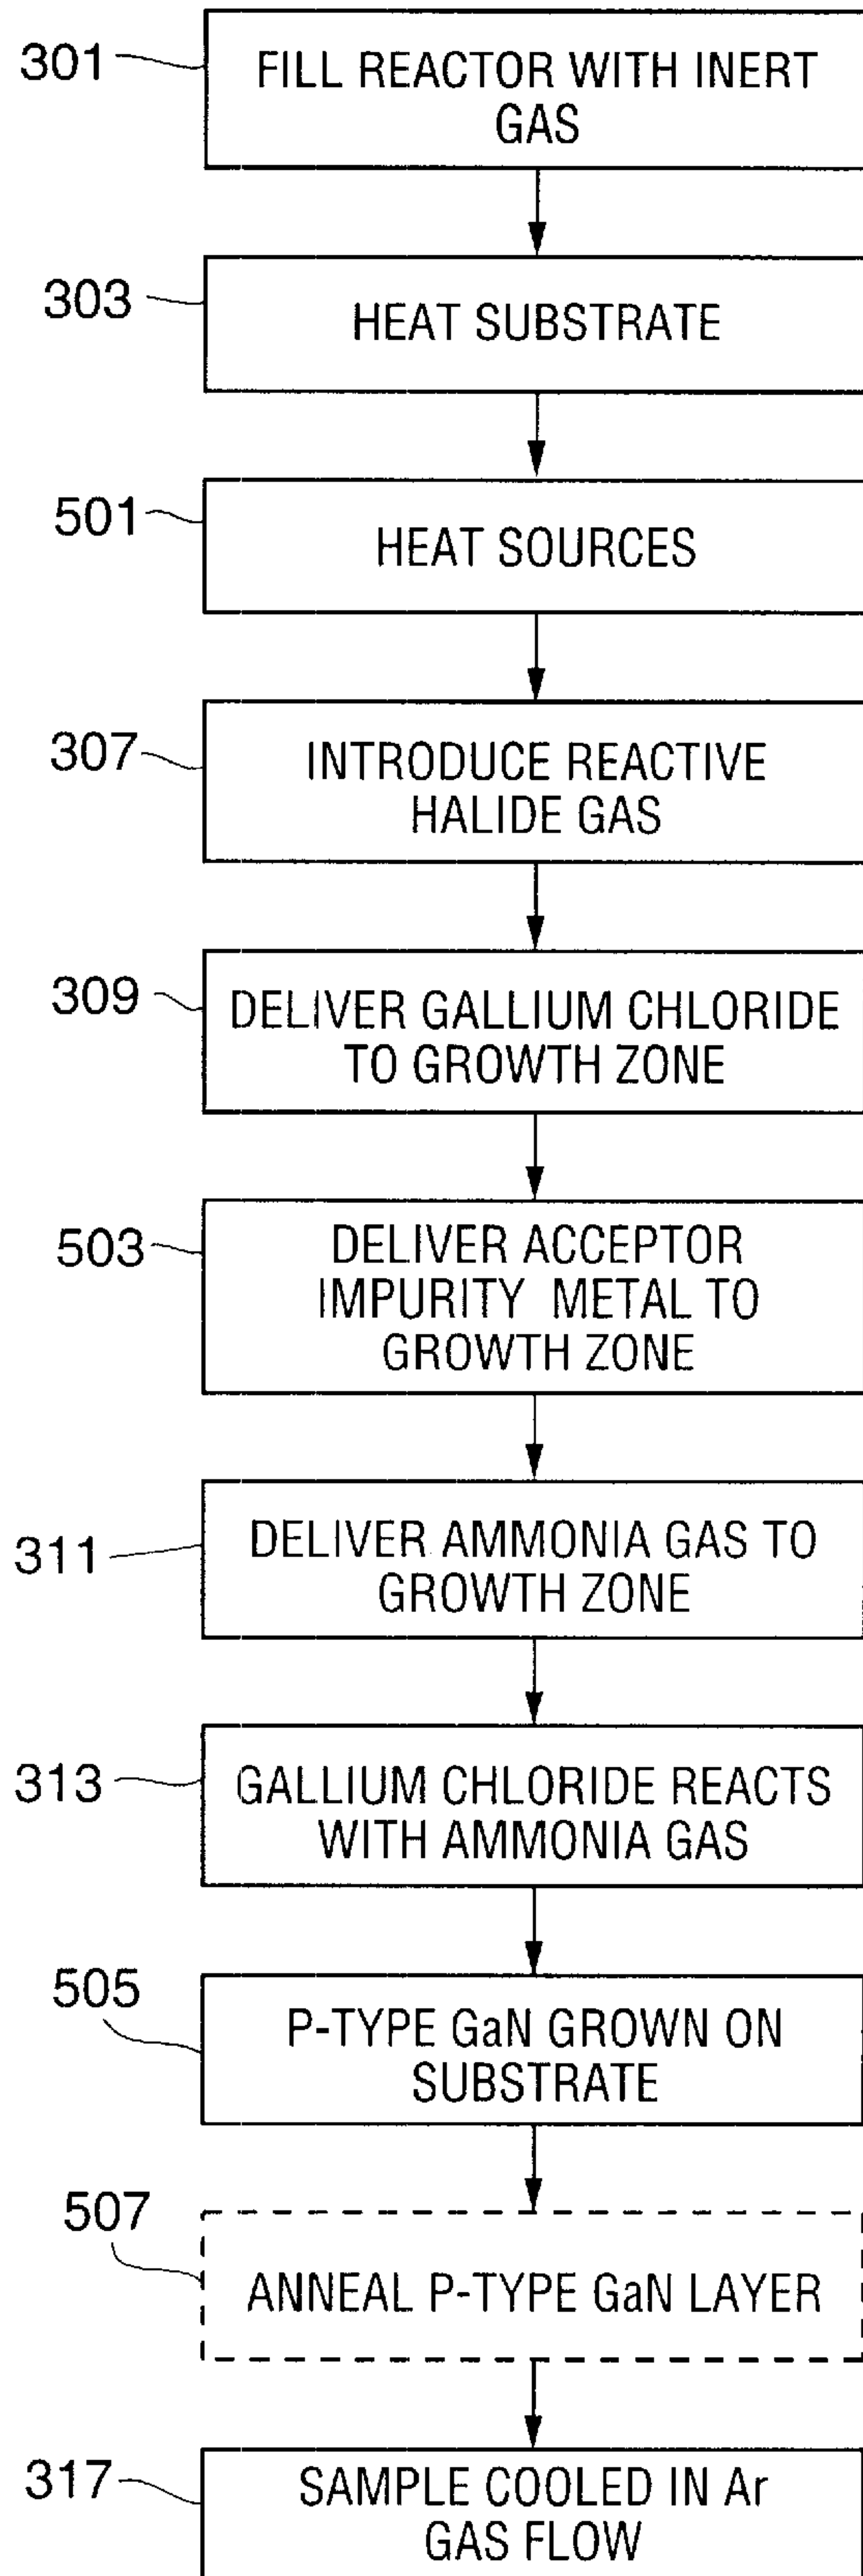 301
FILL REACTOR WITH INERT
GAS
303
HEAT SUBSTRATE
501
HEAT SOURCES
307
INTRODUCE REACTIVE
HALIDE GAS
309
DELIVER GALLIUM CHLORIDE
TO GROWTH ZONE
503
DELIVER ACCEPTOR
IMPURITY METAL TO
GROWTH ZONE
311
DELIVER AMMONIA GAS TO
GROWTH ZONE
313
GALLIUM CHLORIDE REACTS
WITH AMMONIA GAS
505
P-TYPE GaN GROWN ON
SUBSTRATE
507
ANNEAL P-TYPE GaN LAYER
317
SAMPLE COOLED IN Ar
GAS FLOW